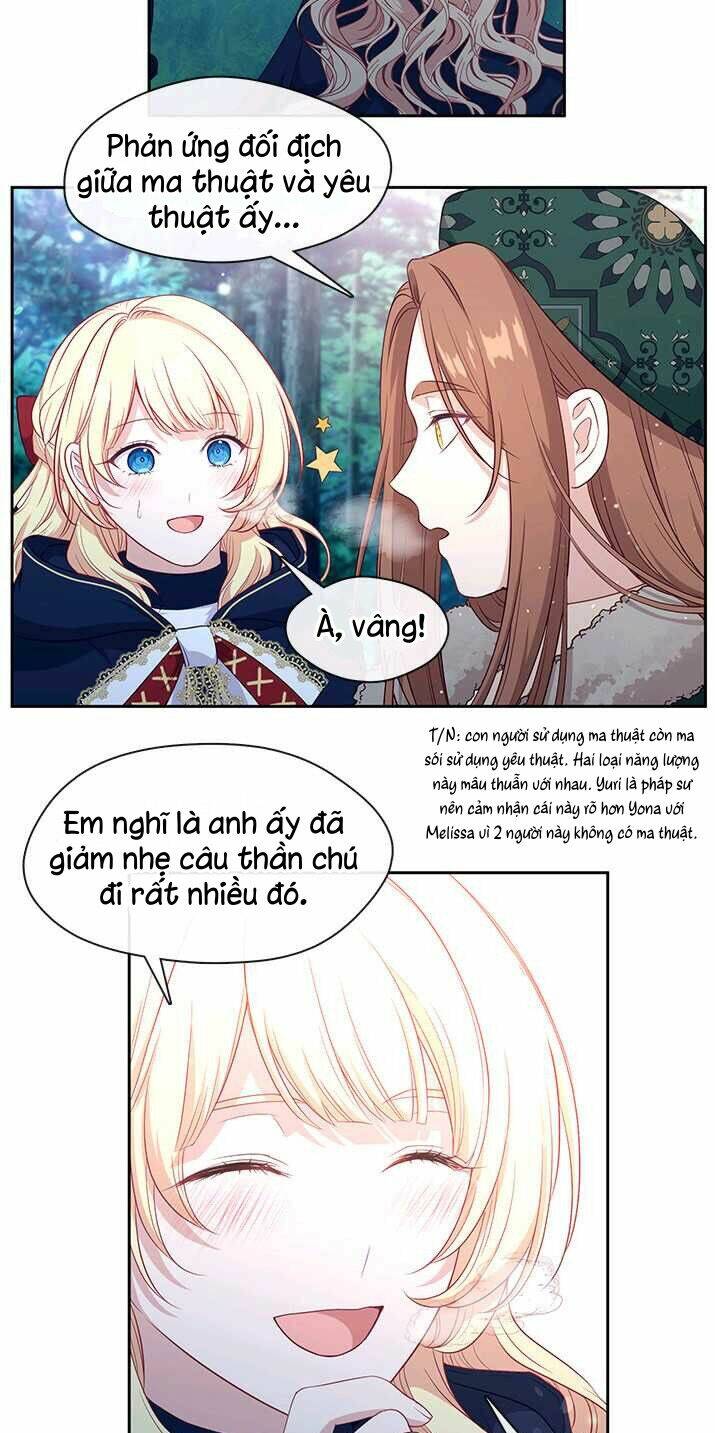 Phản ứng đối địch
giữa ma thuật và yêu
thuật ấy...
À, vâng!
T/N: con người sử dụng ma thuật còn ma
sói sử dụng yêu thuật. Hai loại năng lượng
này mâu thuẫn với nhau. Yuri là pháp sư
nên cảm nhận cái này rõ hơn Yona với
Melissa vì 2 người này không có ma thuật.
Em nghĩ là anh ấy đã
giảm nhẹ câu thần chú
đi rất nhiều đó.